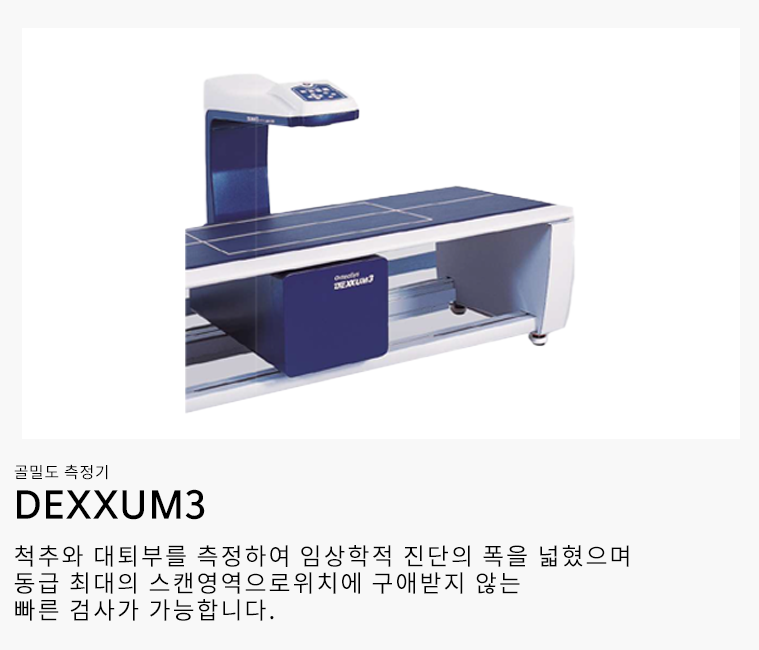 DEXXUM3
골밀도 측정기
DEXXUM3
척추와 대퇴부를 측정하여 임상학적 진단의 폭을 넓혔으며
동급 최대의 스캔영역으로위치에 구애받지 않는
빠른 검사가 가능합니다.